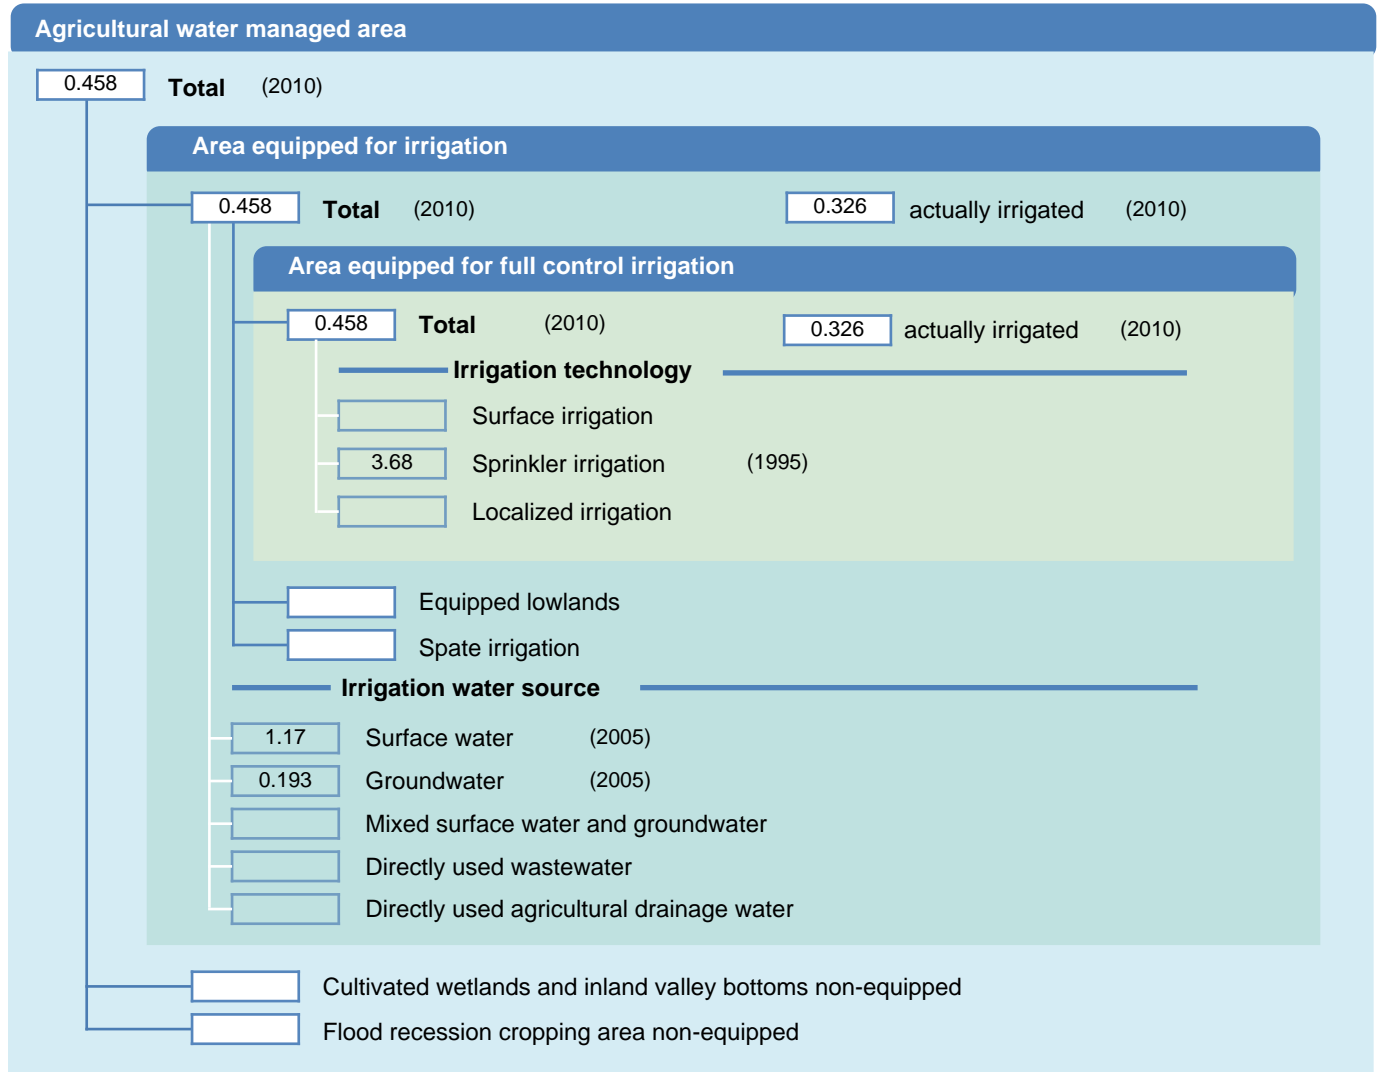 Agricultural water managed area
0.458 Total (2010)
Area equipped for irrigation
0.458 Total (2010) 0.326 actually irrigated (2010)
Area equipped for full control irrigation
0.458 Total (2010) 0.326 actually irrigated (2010)
Irrigation technology
Surface irrigation
3.68 Sprinkler irrigation (1995)
Localized irrigation
Equipped lowlands
Spate irrigation
Irrigation water source
1.17 Surface water (2005)
0.193 Groundwater (2005)
Mixed surface water and groundwater
Directly used wastewater
Directly used agricultural drainage water
Cultivated wetlands and inland valley bottoms non-equipped
Flood recession cropping area non-equipped